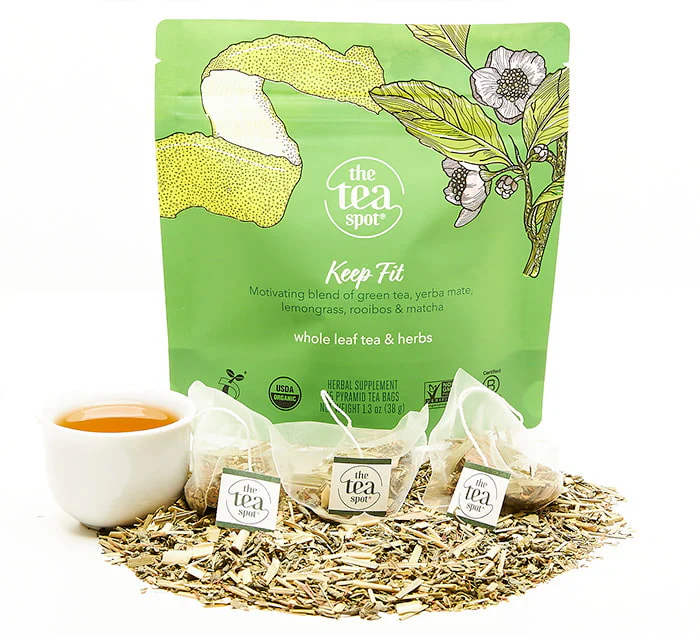 the
tea
spot®
Keep Fit
Motivating blend of green tea, yerba mate,
lemongrass, rooibos & matcha
whole leaf tea & herbs
USDA
ORGANIC
HERBAL SUPPLEMENT
PYRAMID TEA BAGS
NET WEIGHT 1.3 oz (38 g)
NON
GMO
Certified
B
the
tea
spot®
the
tea
spot®
the
tea
spot®